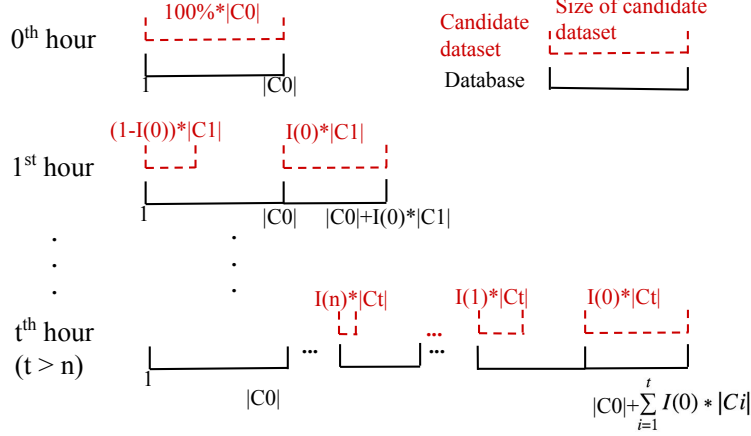 0th hour
100%*|C0|
1
|C0|
Candidate dataset
Size of candidate dataset
Database
1st hour
(1-I(0))*|C1|
I(0)*|C1|
1
|C0|
|C0|+I(0)*|C1|
. .
. .
. .
tth hour
(t > n)
I(n)*|Ct|
...
I(1)*|Ct|
I(0)*|Ct|
1
|C0|
...
...
|C0|+∑_{i=1}^{t} I(0) * |Ci|